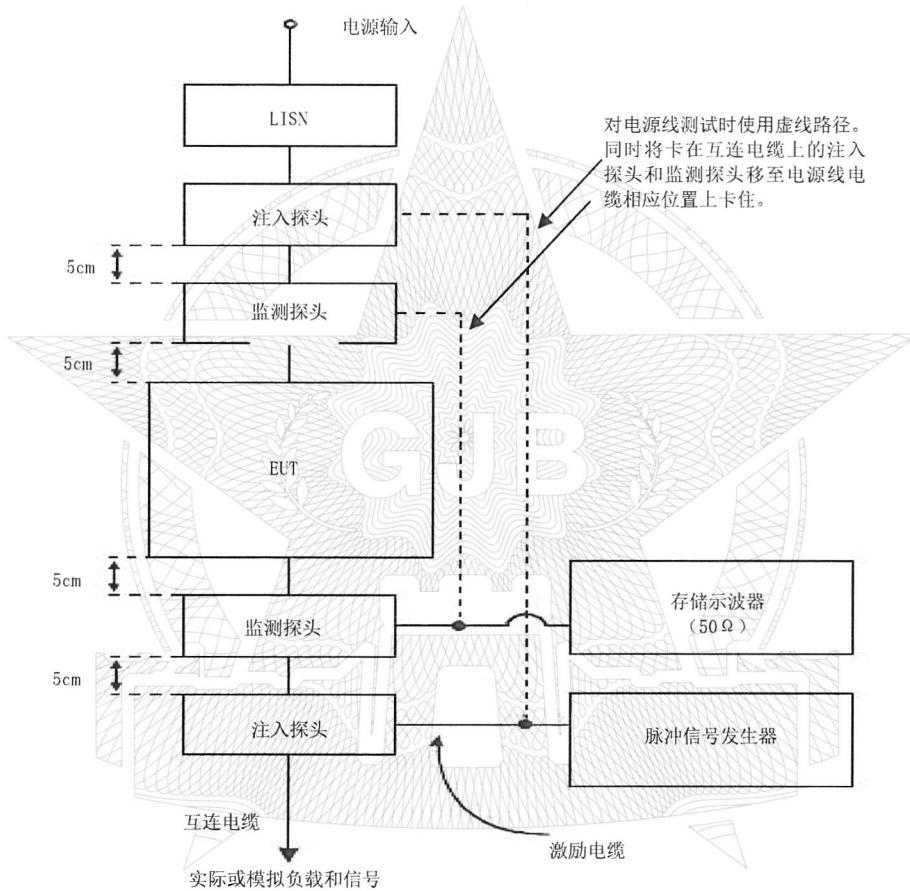 电源输入
LISN
对电源线测试时使用虚线路径。
同时将卡在互连电缆上的注入
探头和监测探头移至电源线电
缆相应位置上卡住。
注入探头
5cm
监测探头
5cm
EUT
GJB
5cm
监测探头
存储示波器
（50Ω）
5cm
注入探头
脉冲信号发生器
互连电缆
激励电缆
实际或模拟负载和信号